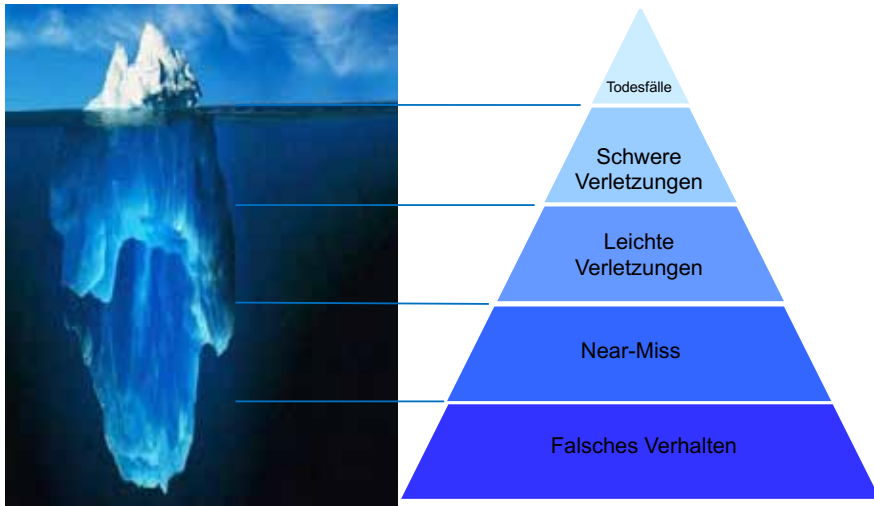 Todesfälle
Schwere
Verletzungen
Leichte
Verletzungen
Near-Miss
Falsches Verhalten